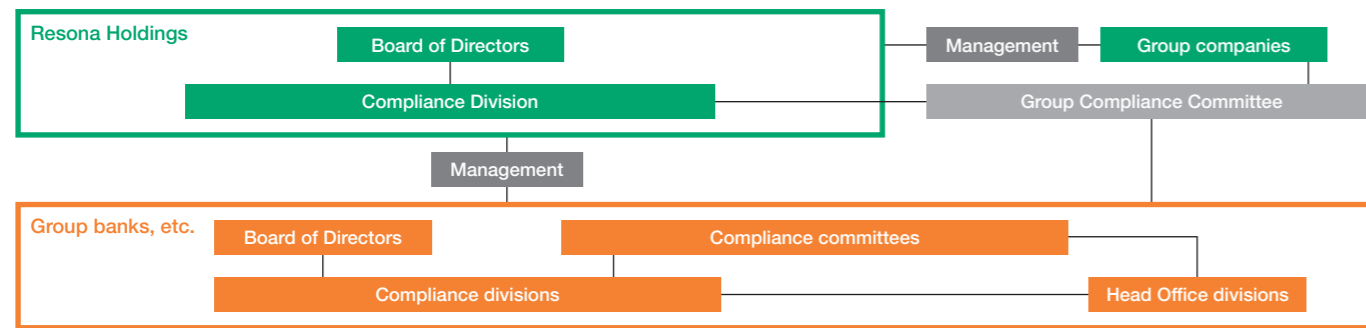 Resona Holdings
Board of Directors
Management
Group companies
Compliance Division
Group Compliance Committee
Management
Group banks, etc.
Board of Directors
Compliance committees
Compliance divisions
Head Office divisions